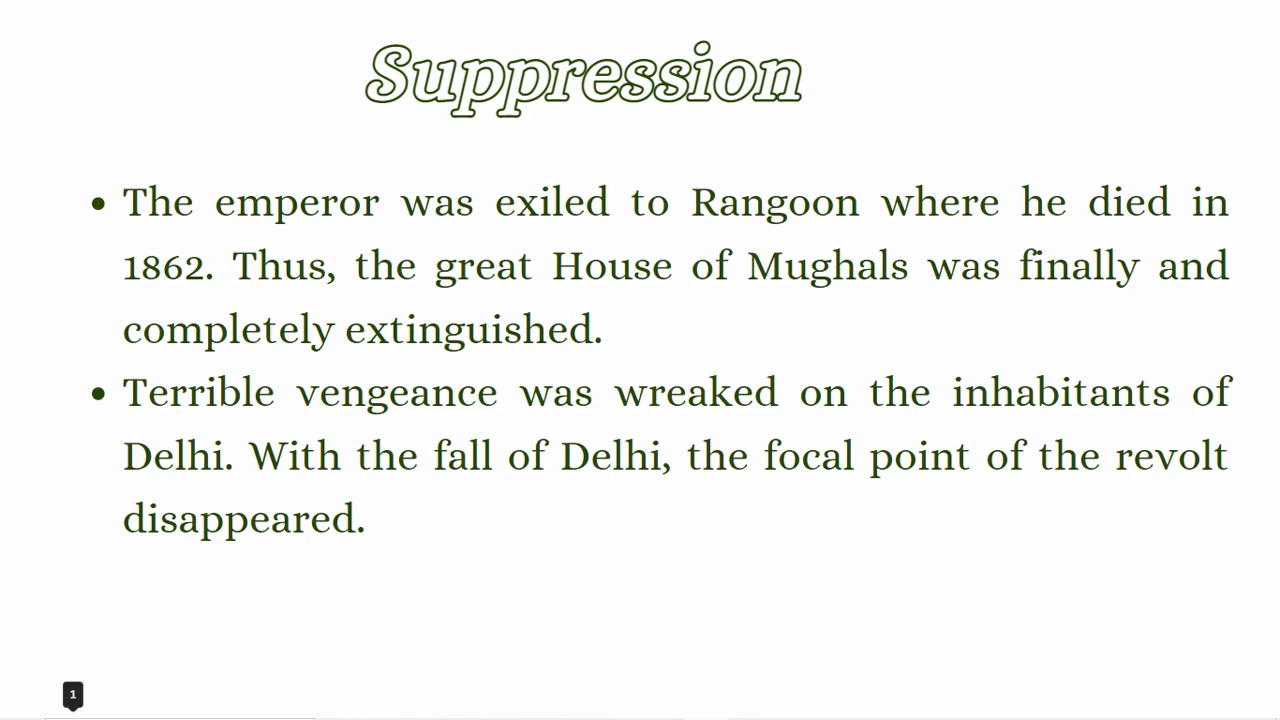 Suppression
• The emperor was exiled to Rangoon where he died in
1862. Thus, the great House of Mughals was finally and
completely extinguished.
• Terrible vengeance was wreaked on the inhabitants of
Delhi. With the fall of Delhi, the focal point of the revolt
disappeared.
1